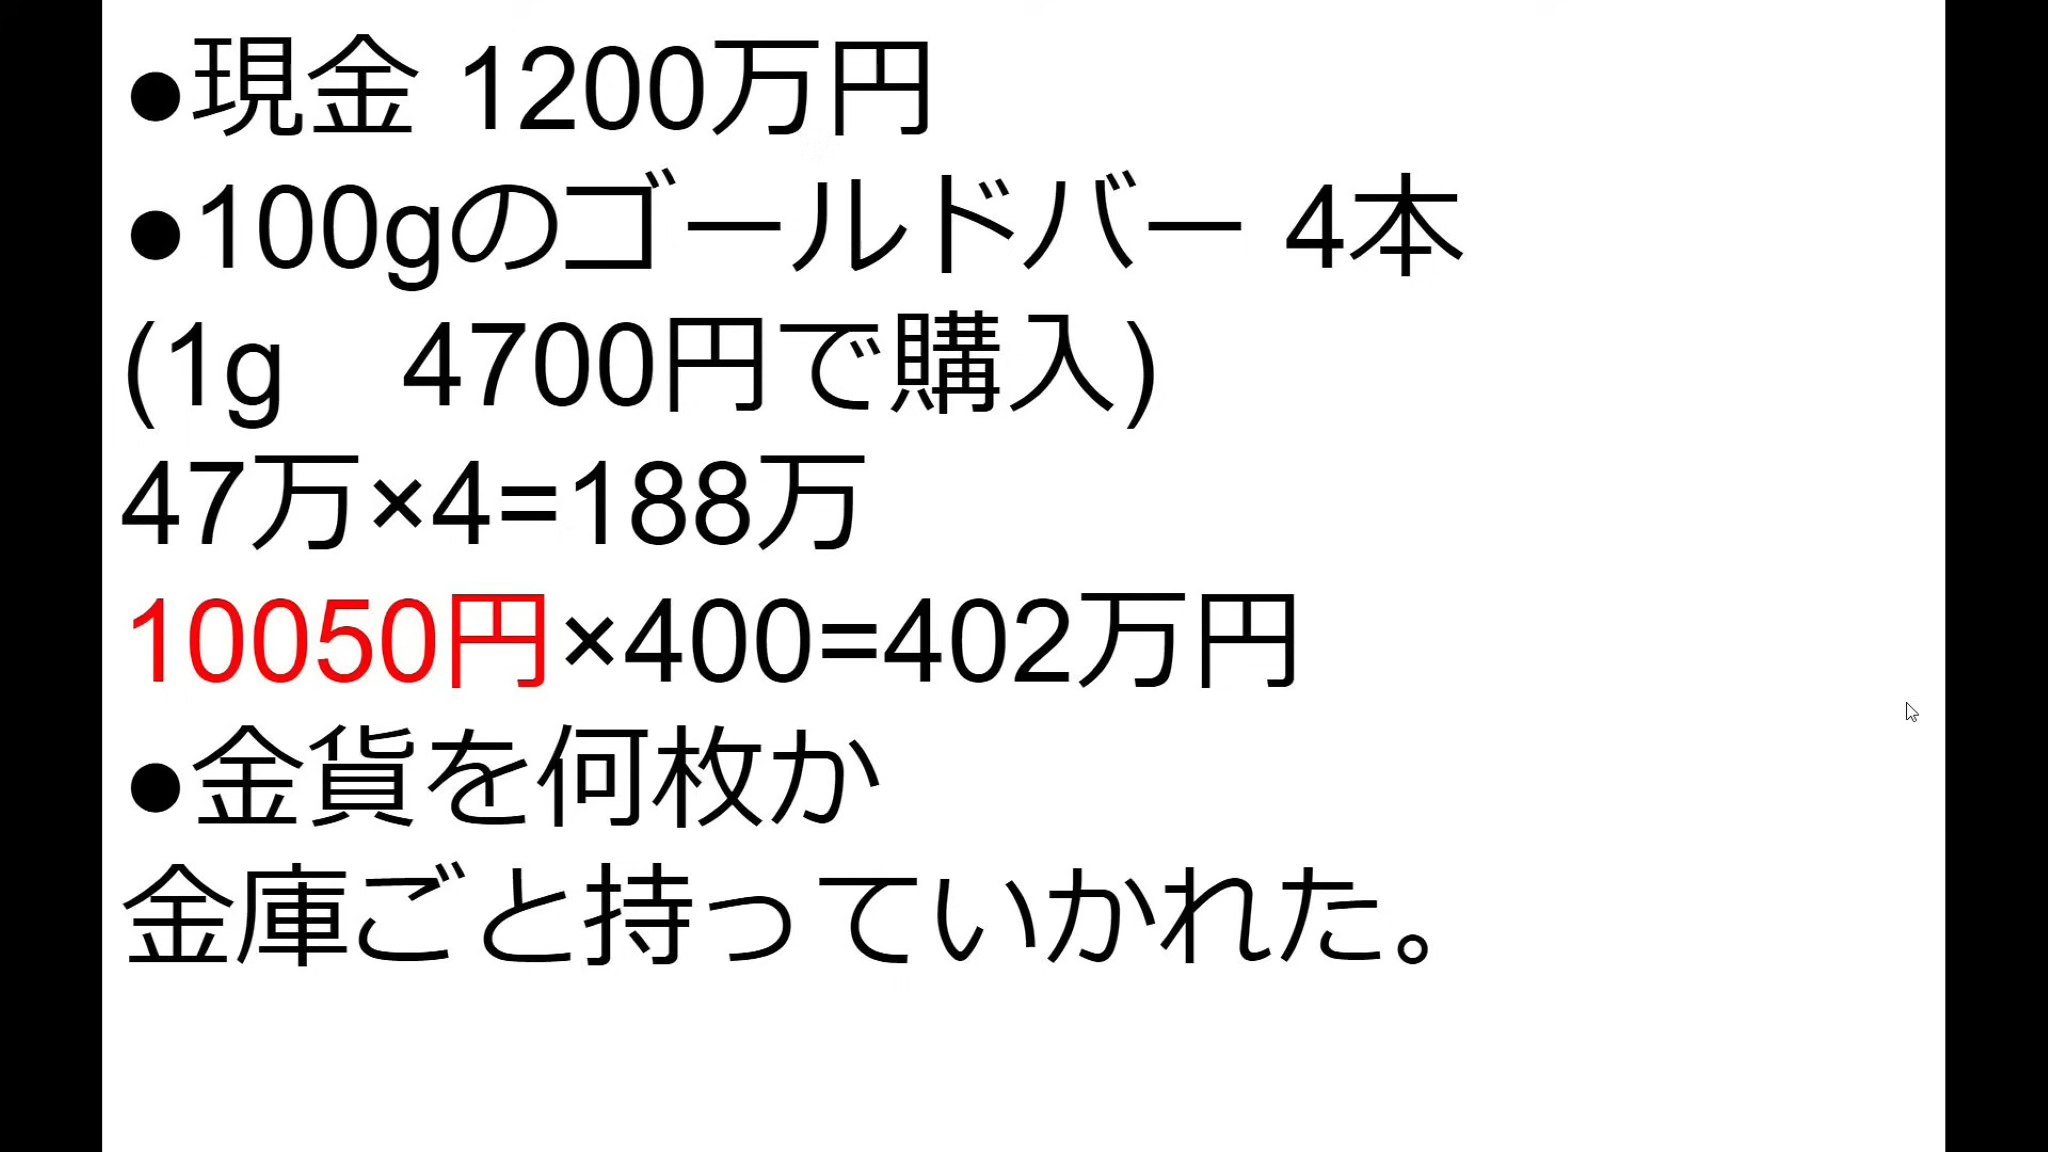 ●現金 1200万円
●100gのゴールドバー 4本
(1g　4700円で購入)
47万×4=188万
10050円×400=402万円
●金貨を何枚か
金庫ごと持っていかれた。